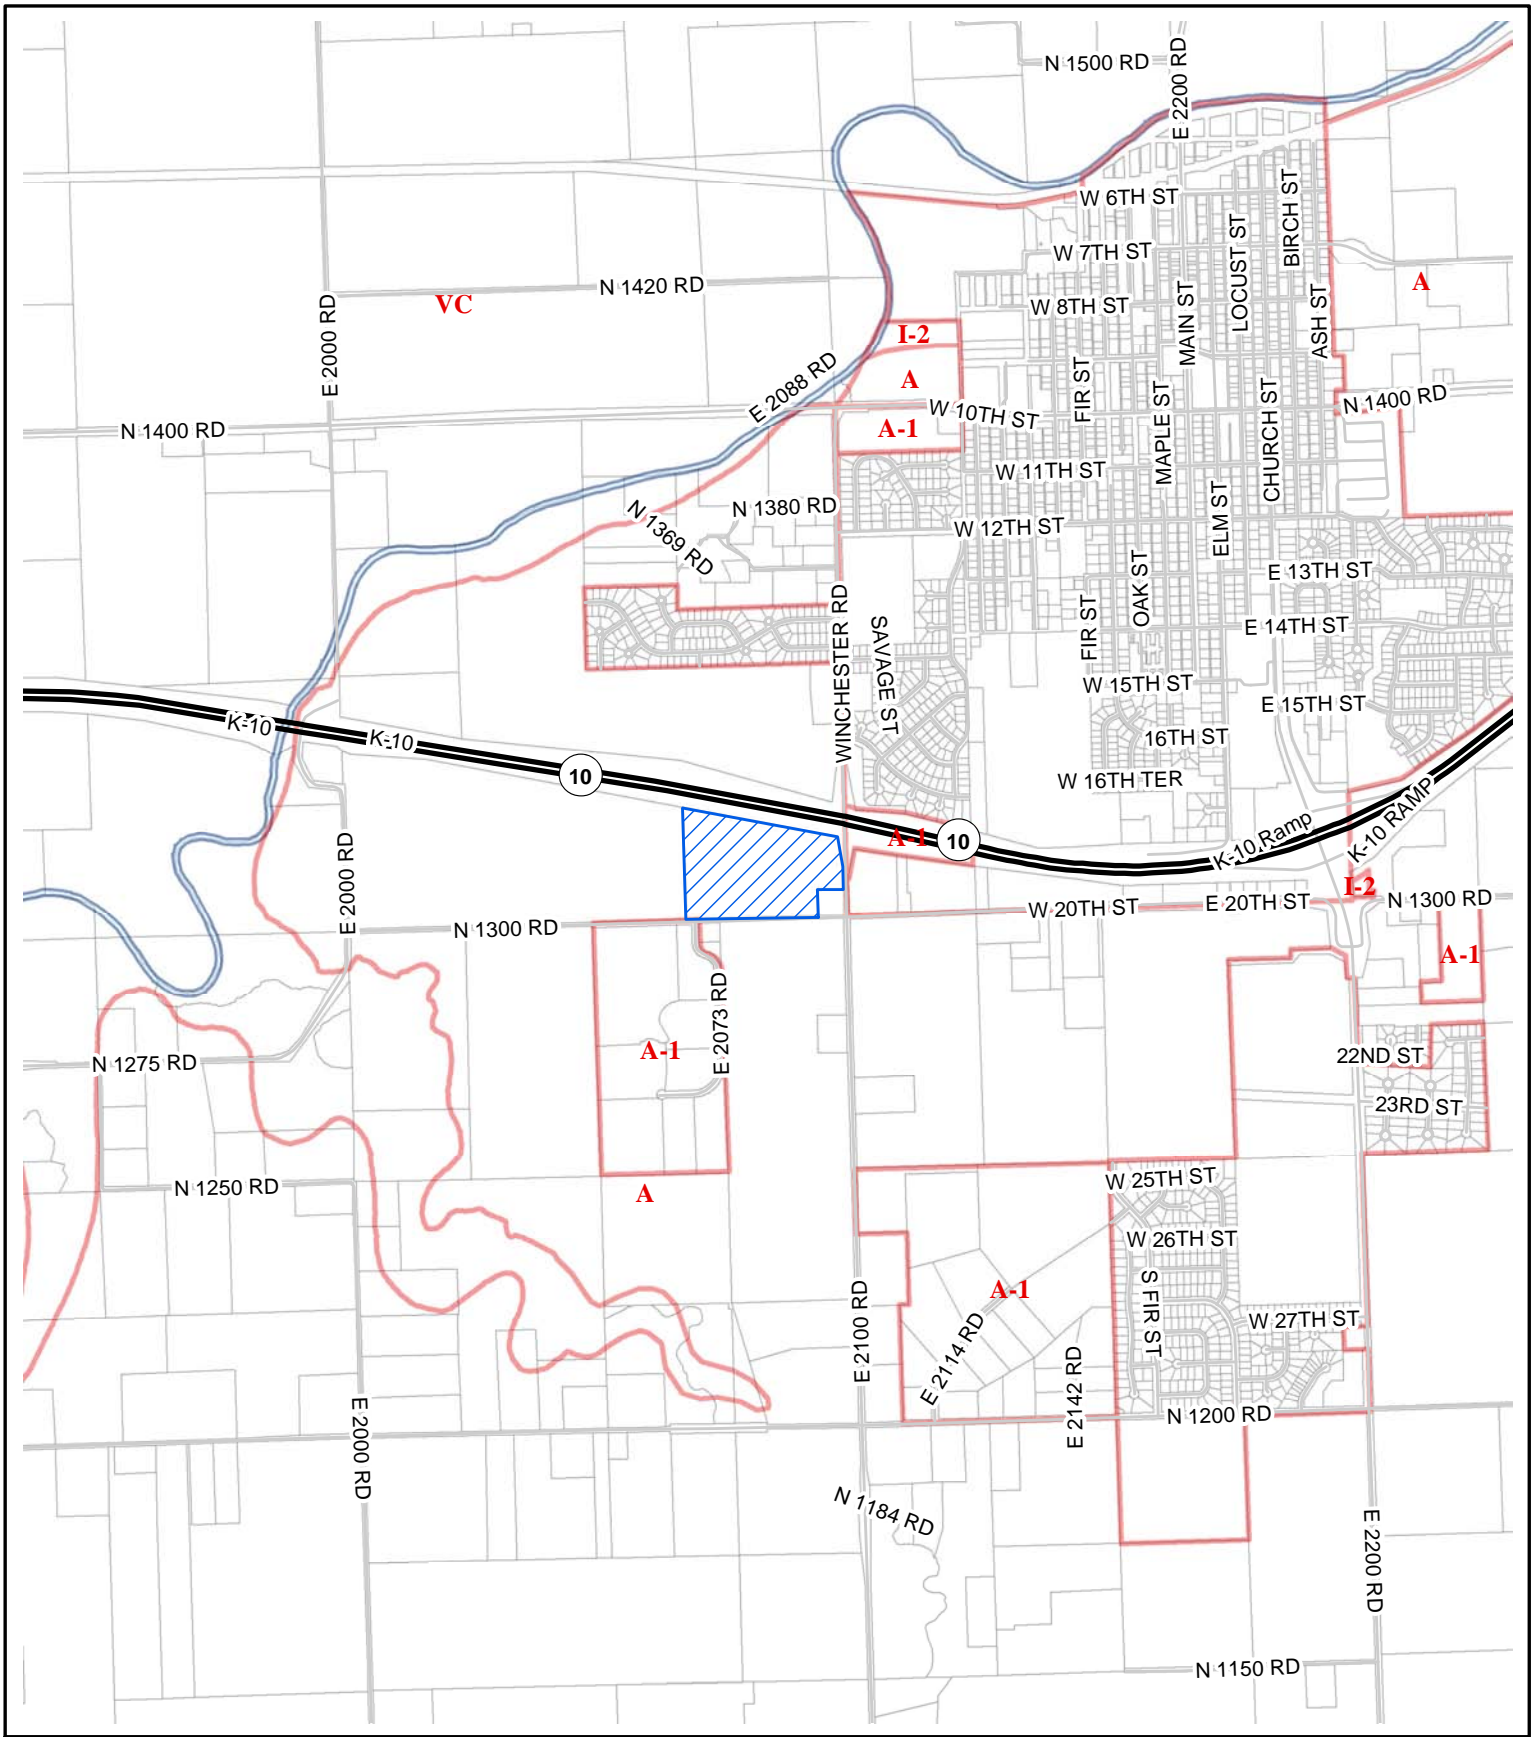 N 1500 RD
E 2200 RD
W 6TH ST
BIRCH ST
LOCUST ST
W 7TH ST
A
N 1420 RD
VC
W 8TH ST
MAIN ST
ASH ST
E 2000 RD
I-2
A
E 2088 RD
FIR ST
N 1400 RD
W 10TH ST
MAPLE ST
CHURCH ST
N 1400 RD
A-1
W 11TH ST
N 1380 RD
N 1369 RD
W 12TH ST
ELM ST
E 13TH ST
OAK ST
WINCHESTER RD
SAVAGE ST
FIR ST
E 14TH ST
W 15TH ST
E 15TH ST
K-10
K-10
16TH ST
10
W 16TH TER
K-10 RAMP
A-1
10
K-10 Ramp
E 2000 RD
I-2
N 1300 RD
W 20TH ST
E 20TH ST
N 1300 RD
A-1
E 2073 RD
A-1
22ND ST
N 1275 RD
23RD ST
N 1250 RD
A
W 25TH ST
W 26TH ST
A-1
S FIR ST
E 2100 RD
W 27TH ST
E 2114 RD
E 2142 RD
E 2000 RD
N 1200 RD
N 1184 RD
E 2200 RD
N 1150 RD